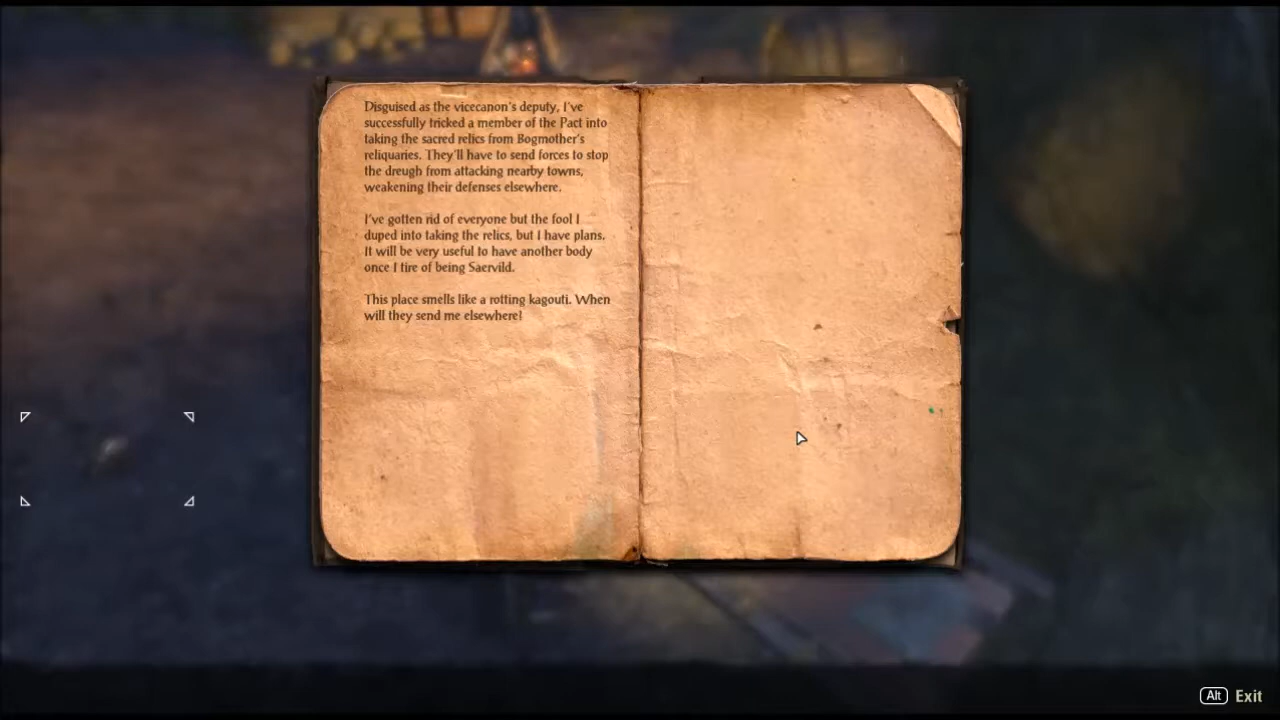 Disguised as the vicecanon's deputy, I've
successfully tricked a member of the Pact into
taking the sacred relics from Bogmother's
reliquaries. They'll have to send forces to stop
the dreugh from attacking nearby towns,
weakening their defenses elsewhere.
I've gotten rid of everyone but the fool I
duped into taking the relics, but I have plans.
It will be very useful to have another body
once I tire of being Saervild.
This place smells like a rotting kagouti. When
will they send me elsewhere!
Alt Exit